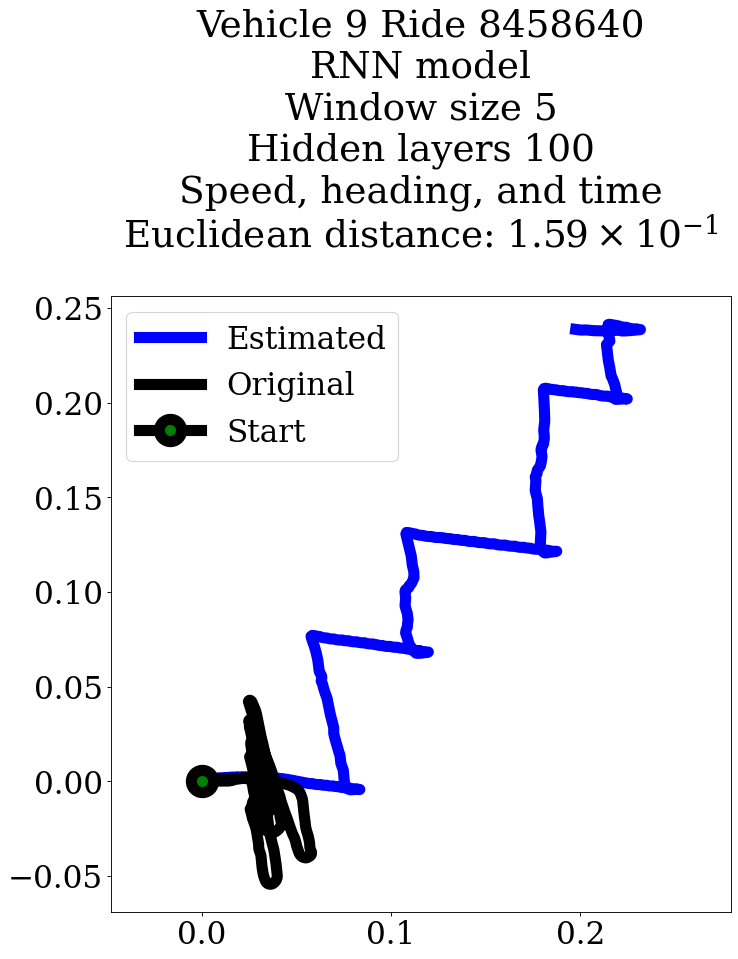 Vehicle 9 Ride 8458640
RNN model
Window size 5
Hidden layers 100
Speed, heading, and time
Euclidean distance: 1.59 × 10⁻¹
Estimated
Original
Start
0.25
0.20
0.15
0.10
0.05
0.00
−0.05
0.0 0.1 0.2